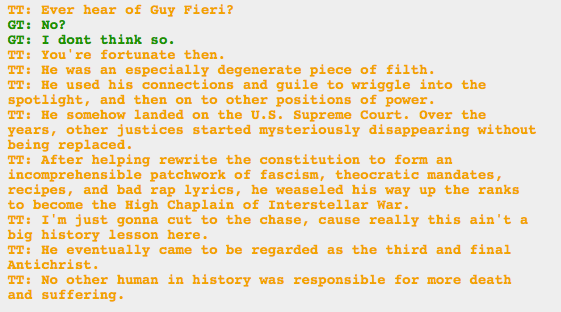 TT: Ever hear of Guy Fieri?
GT: No?
GT: I dont think so.
TT: You're fortunate then.
TT: He was an especially degenerate piece of filth.
TT: He used his connections and guile to wriggle into the
spotlight, and then on to other positions of power.
TT: He somehow landed on the U.S. Supreme Court. Over the
years, other justices started mysteriously disappearing without
being replaced.
TT: After helping rewrite the constitution to form an
incomprehensible patchwork of fascism, theocratic mandates,
recipes, and bad rap lyrics, he weaseled his way up the ranks
to become the High Chaplain of Interstellar War.
TT: I'm just gonna cut to the chase, cause really this ain't a
big history lesson here.
TT: He eventually came to be regarded as the third and final
Antichrist.
TT: No other human in history was responsible for more death
and suffering.